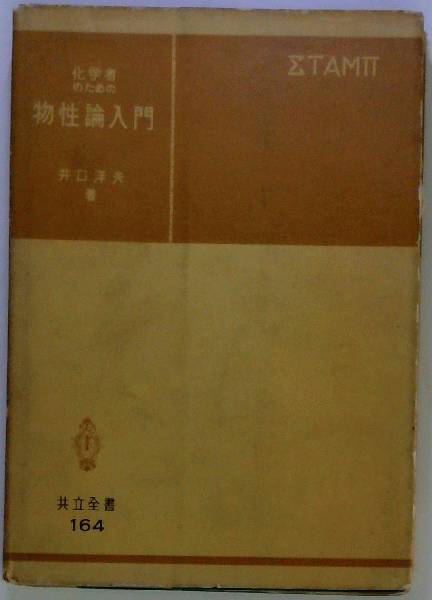 ΣTAMΠ
化学者
のための
物性論入門
井口洋夫
著
共立全書
164